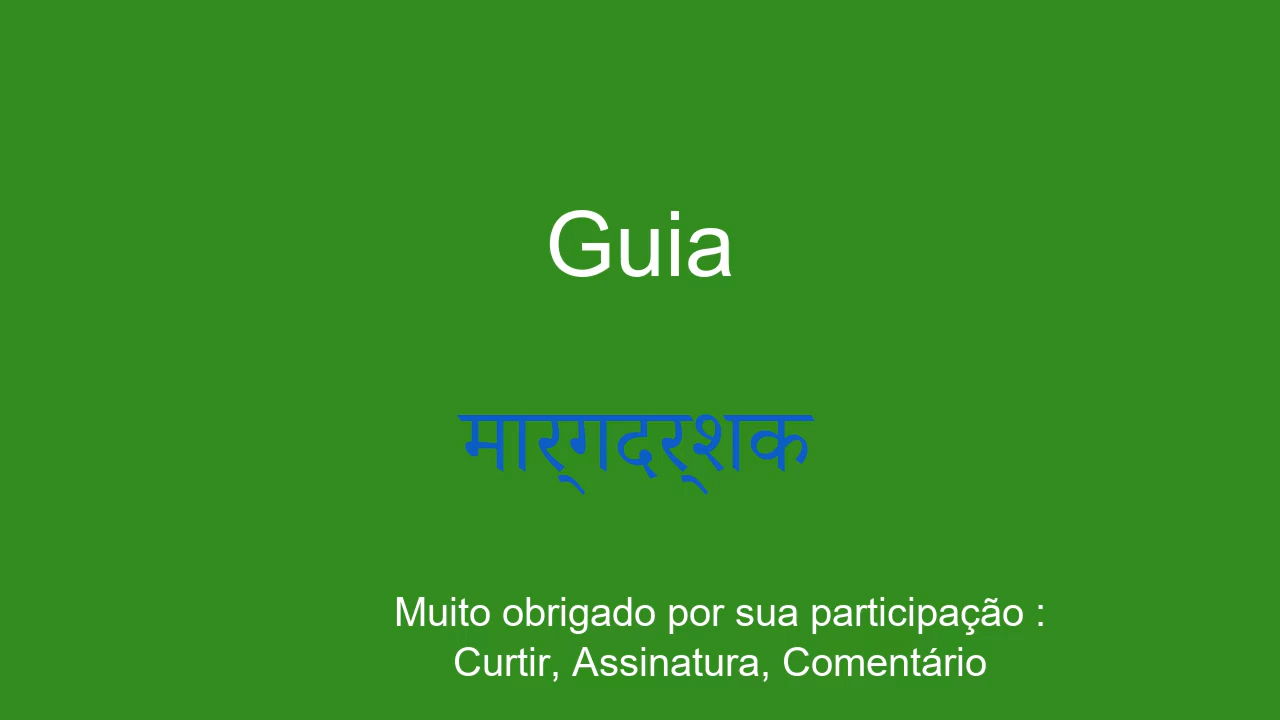 Guia
मार्गदर्शक
Muito obrigado por sua participação :
Curtir, Assinatura, Comentário